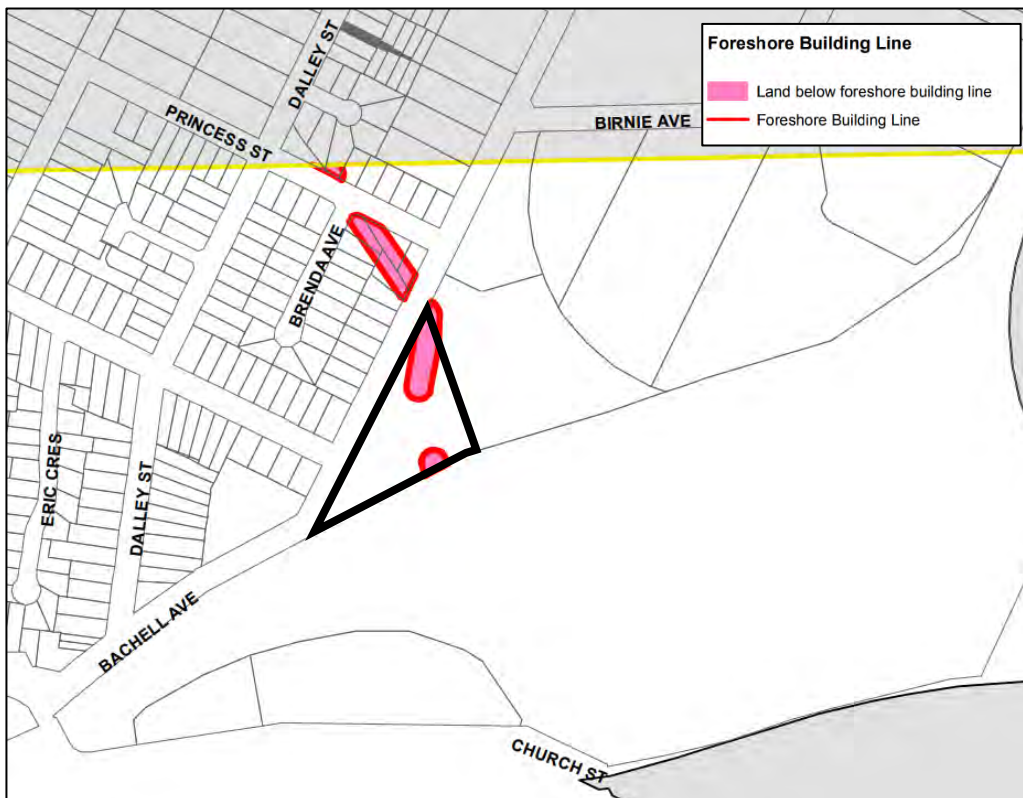 Foreshore Building Line
Land below foreshore building line
Foreshore Building Line
DALLEY ST
PRINCESS ST
BIRNIE AVE
BRENDA AVE
ERIC CRES
DALLEY ST
BACHELL AVE
CHURCH ST